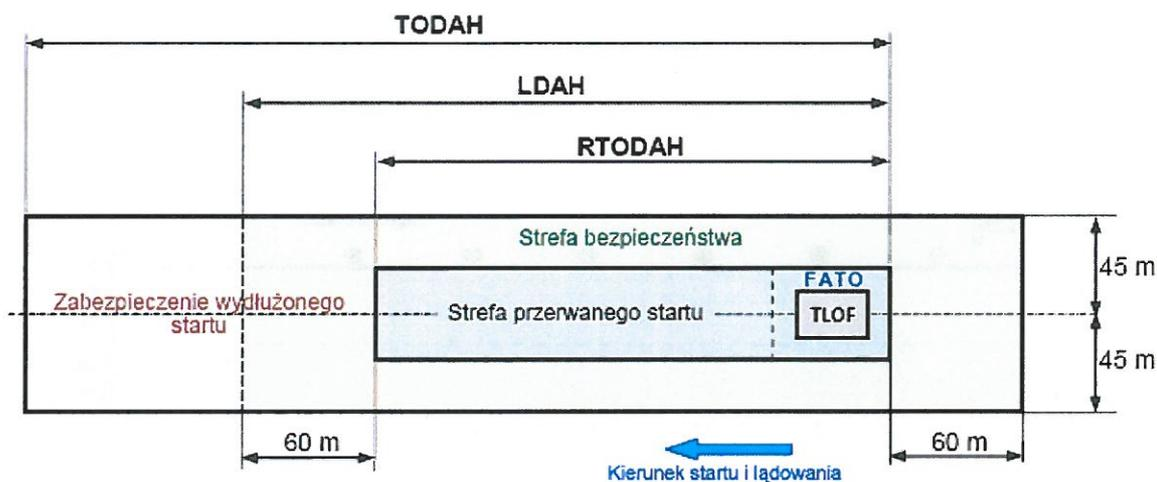 TODAH
LDAH
RTODAH
Strefa bezpieczeństwa
45 m
FATO
Zabezpieczenie wydłużonego
startu
Strefa przerwanego startu
TLOF
45 m
60 m
60 m
Kierunek startu i lądowania